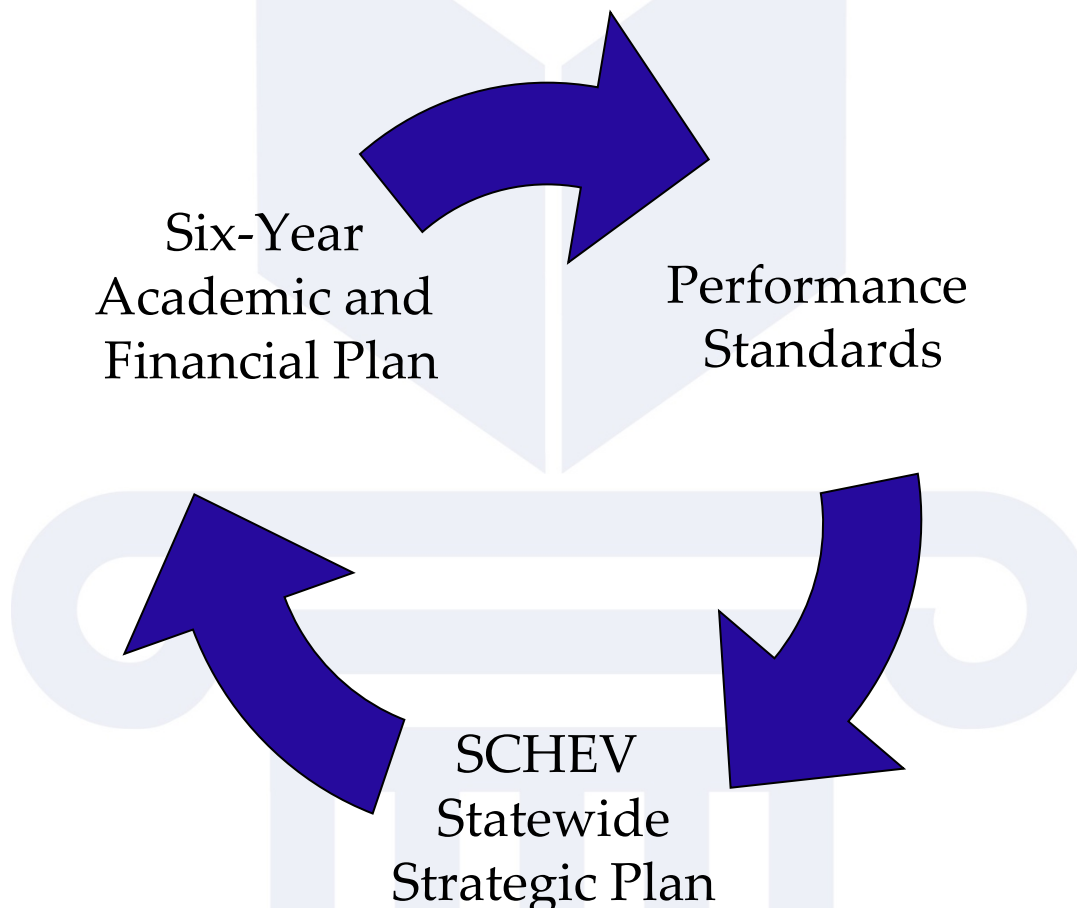 Six-Year
Academic and
Financial Plan
Performance
Standards
SCHEV
Statewide
Strategic Plan